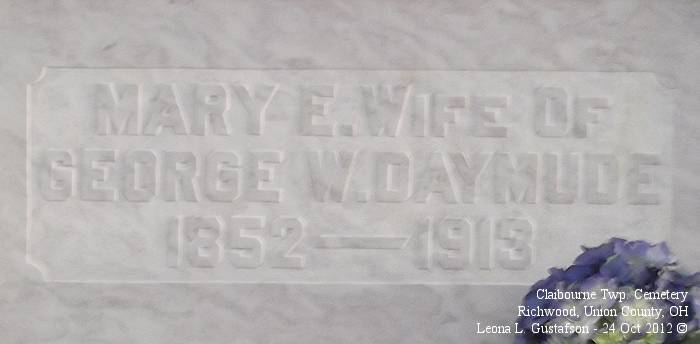 MARY E. WIFE OF
GEORGE W. DAYMUDE
1852—1913
Claibourne Twp. Cemetery
Richwood, Union County, OH
Leona L. Gustafson - 24 Oct 2012 ©